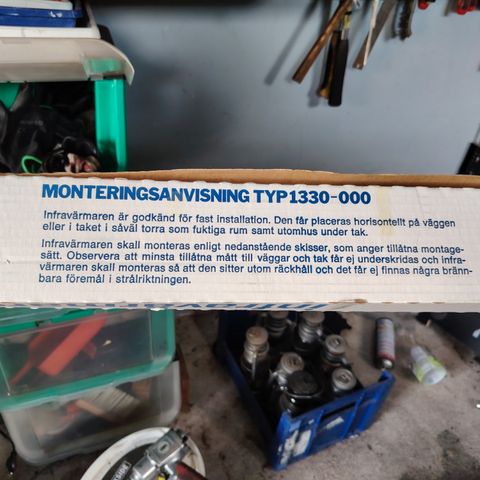 MONTERINGSANVISNING TYP 1330-000
Infravärmaren är godkänd för fast installation. Den får placeras horisontellt på väggen
eller i taket i såväl torra som fuktiga rum samt utomhus under tak.
Infravärmaren skall monteras enligt nedanstående skisser, som anger tillåtna montage-
sätt. Observera att minsta tillåtna mått till väggar och tak får ej underskridas och infra-
värmaren skall monteras så att den sitter utom räckhåll och det får ej finnas några bränn-
bara föremål i strålriktningen.